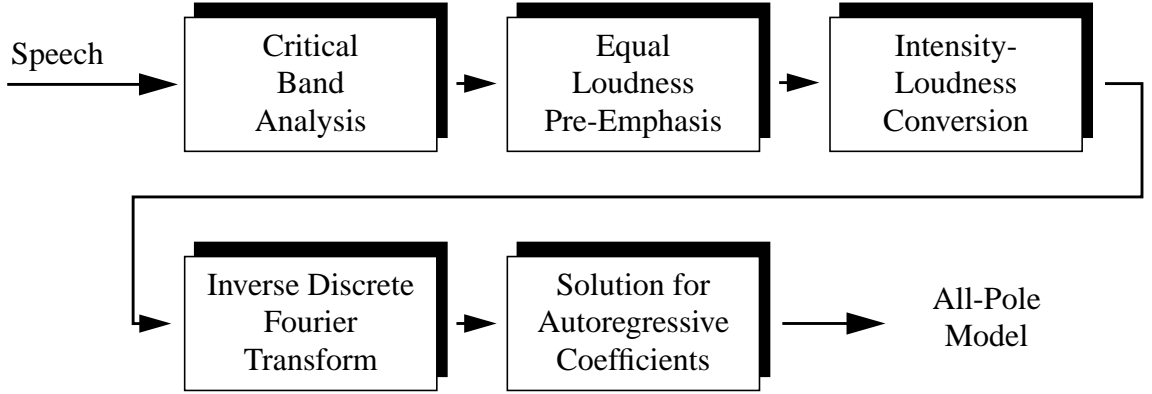 Speech
Critical
Band
Analysis
Equal
Loudness
Pre-Emphasis
Intensity-
Loudness
Conversion
Inverse Discrete
Fourier
Transform
Solution for
Autoregressive
Coefficients
All-Pole
Model